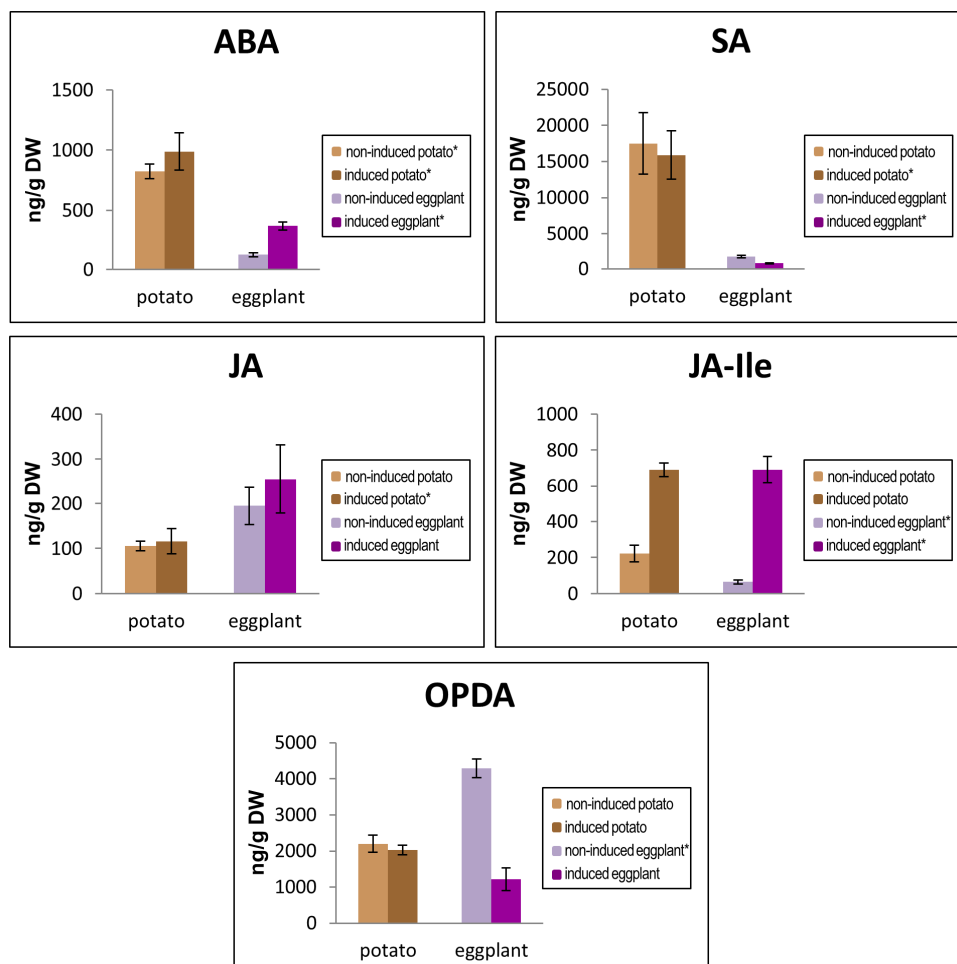 ABA
ng/g DW
1500
1000
500
0
potato
eggplant
non-induced potato*
induced potato*
non-induced eggplant
induced eggplant*
SA
ng/g DW
25000
20000
15000
10000
5000
0
potato
eggplant
non-induced potato
induced potato*
non-induced eggplant
induced eggplant*
JA
ng/g DW
400
300
200
100
0
potato
eggplant
non-induced potato
induced potato*
non-induced eggplant
induced eggplant
JA-Ile
ng/g DW
1000
800
600
400
200
0
potato
eggplant
non-induced potato
induced potato
non-induced eggplant*
induced eggplant*
OPDA
ng/g DW
5000
4000
3000
2000
1000
0
potato
eggplant
non-induced potato
induced potato
non-induced eggplant*
induced eggplant